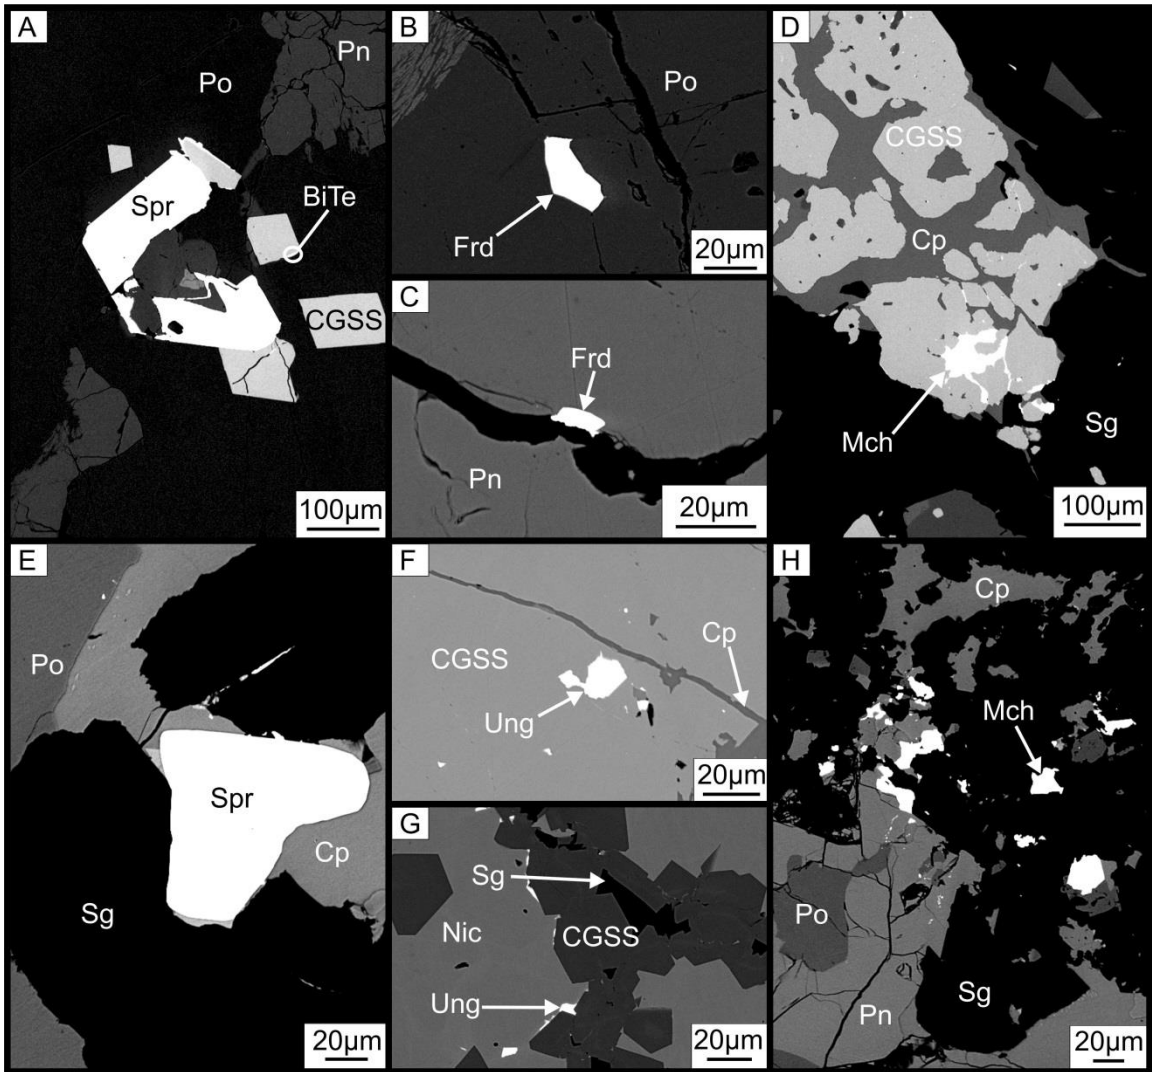 A
Po
Pn
Spr
BiTe
CGSS
100µm
B
Po
Frd
20µm
C
Frd
Pn
20µm
D
CGSS
Cp
Mch
Sg
100µm
E
Po
Spr
Cp
Sg
20µm
F
CGSS
Cp
Ung
20µm
G
Sg
Nic
CGSS
Ung
20µm
H
Cp
Mch
Po
Sg
Pn
20µm